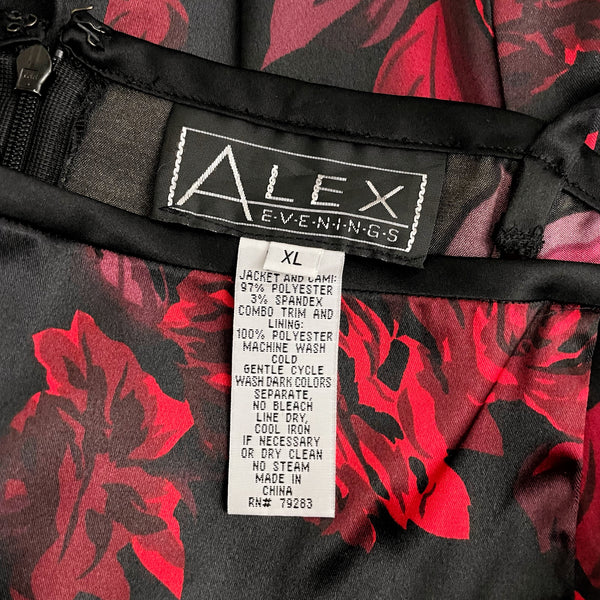 ALEX
E·V·E·N·I·N·G·S
XL
JACKET AND CAMI:
97% POLYESTER
3% SPANDEX
COMBO TRIM AND
LINING:
100% POLYESTER
MACHINE WASH
COLD
GENTLE CYCLE
WASH DARK COLORS
SEPARATE,
NO BLEACH
LINE DRY,
COOL IRON
IF NECESSARY
OR DRY CLEAN
NO STEAM
MADE IN
CHINA
RN# 79283